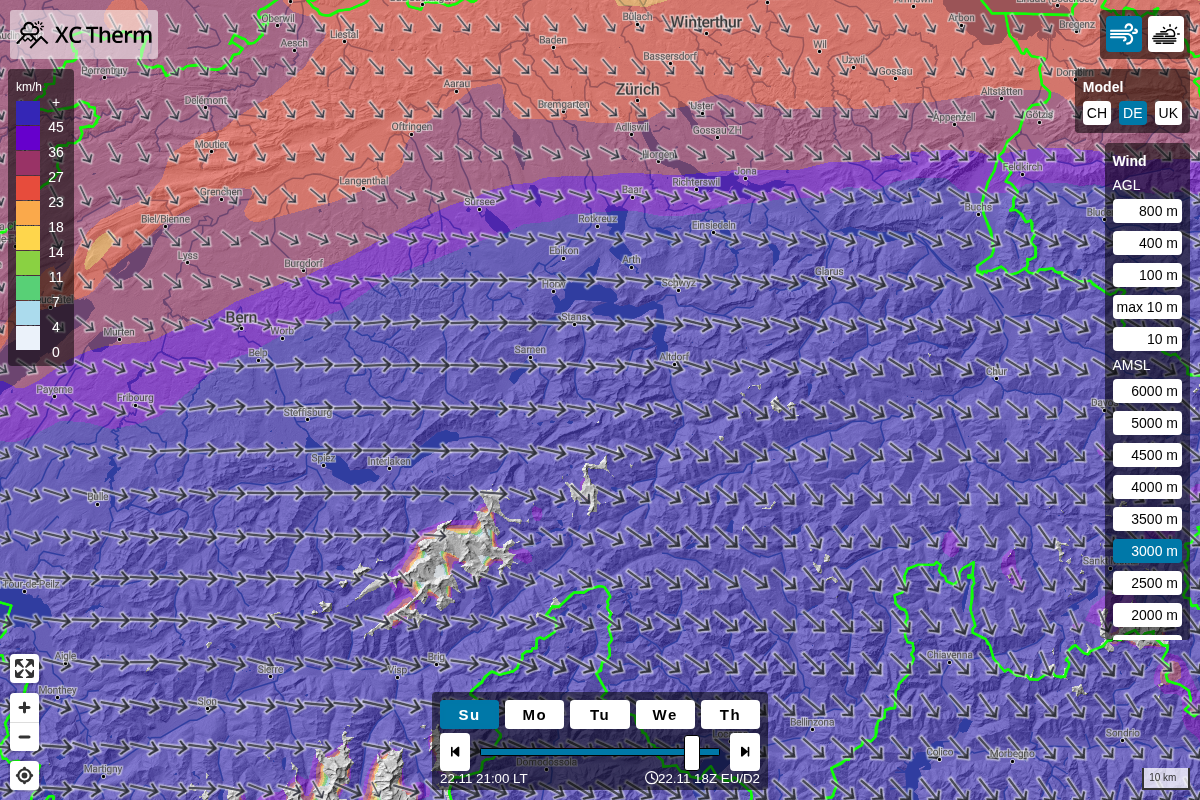 XC Therm
Oberwil
Liestal
Bülach
Winterthur
Arbon
Bregenz
Aesch
Baden
Bassersdorf
Wil
Uzwil
Gossau
Porrentruy
Aarau
Zürich
Altstätten
Delémont
Bremgarten
Uster
Götzis
Oftringen
Adliswil
Gossau ZH
Appenzell
Moutier
Horgen
Feldkirch
Langenthal
Jona
Grenchen
Baar
Richterswil
Sursee
Buchs
Biel/Bienne
Rotkreuz
Einsiedeln
Lyss
Ebikon
Arth
Burgdorf
Glarus
Horw
Schwyz
Bern
Stans
Murten
Worb
Belp
Sarnen
Altdorf
Chur
Payerne
Fribourg
Steffisburg
Spiez
Interlaken
Bulle
La Tour-de-Peilz
Aigle
Sierre
Visp
Brig
Chiavenna
Monthey
Sion
Bellinzona
Sondrio
Colico
Morbegno
Domodossola
Martigny
km/h
+
45
36
27
23
18
14
11
7
4
0
Model
CH
DE
UK
Wind
AGL
800 m
400 m
100 m
max 10 m
10 m
AMSL
6000 m
5000 m
4500 m
4000 m
3500 m
3000 m
2500 m
2000 m
Su
Mo
Tu
We
Th
22.11 21:00 LT
22.11 18Z EU/D2
10 km